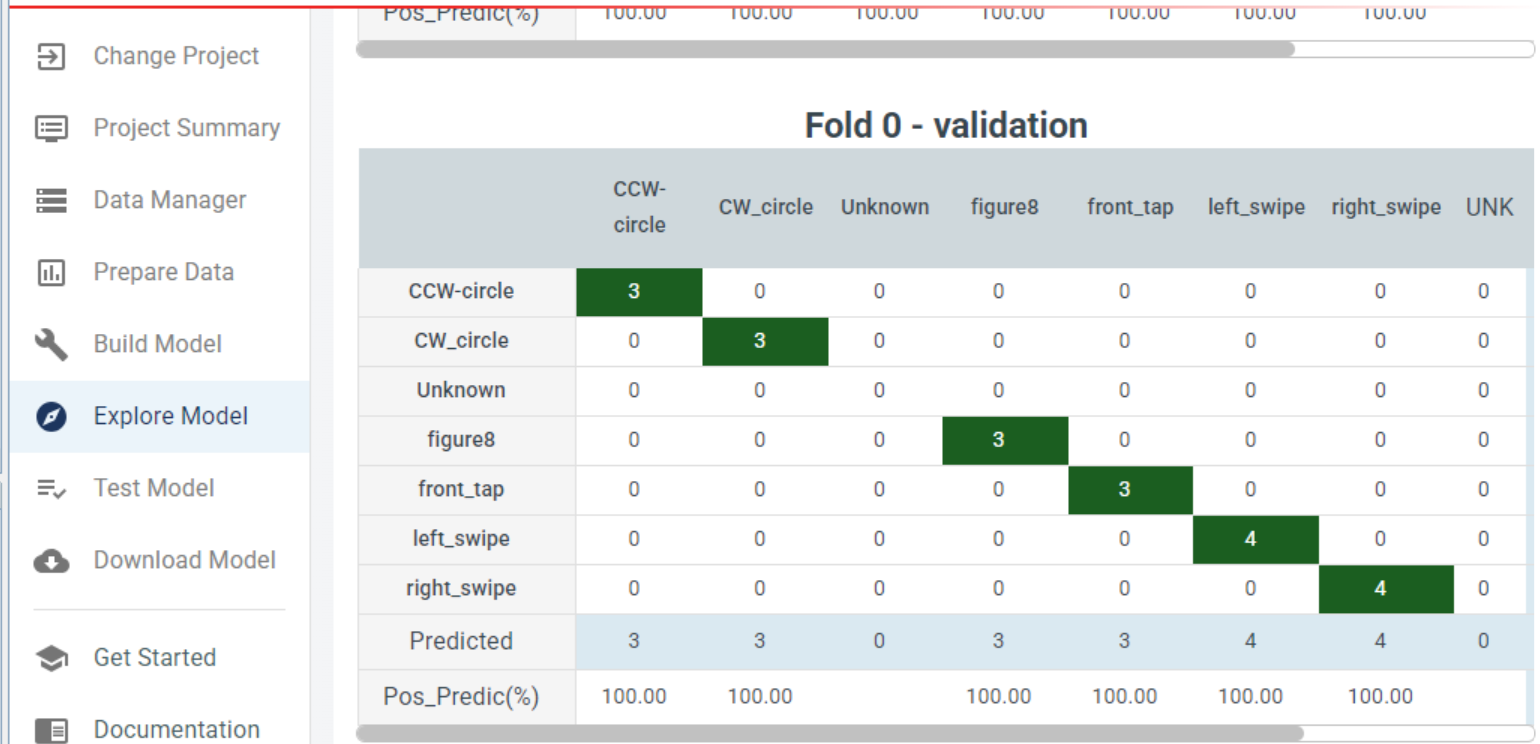 Pos_Predic(%) 100.00 100.00 100.00 100.00 100.00 100.00 100.00
Change Project
Project Summary
Data Manager
Prepare Data
Build Model
Explore Model
Test Model
Download Model
Get Started
Documentation
Fold 0 - validation
CCW-
circle CW_circle Unknown figure8 front_tap left_swipe right_swipe UNK
CCW-circle 3 0 0 0 0 0 0 0
CW_circle 0 3 0 0 0 0 0 0
Unknown 0 0 0 0 0 0 0 0
figure8 0 0 0 3 0 0 0 0
front_tap 0 0 0 0 3 0 0 0
left_swipe 0 0 0 0 0 4 0 0
right_swipe 0 0 0 0 0 0 4 0
Predicted 3 3 0 3 3 4 4 0
Pos_Predic(%) 100.00 100.00 100.00 100.00 100.00 100.00